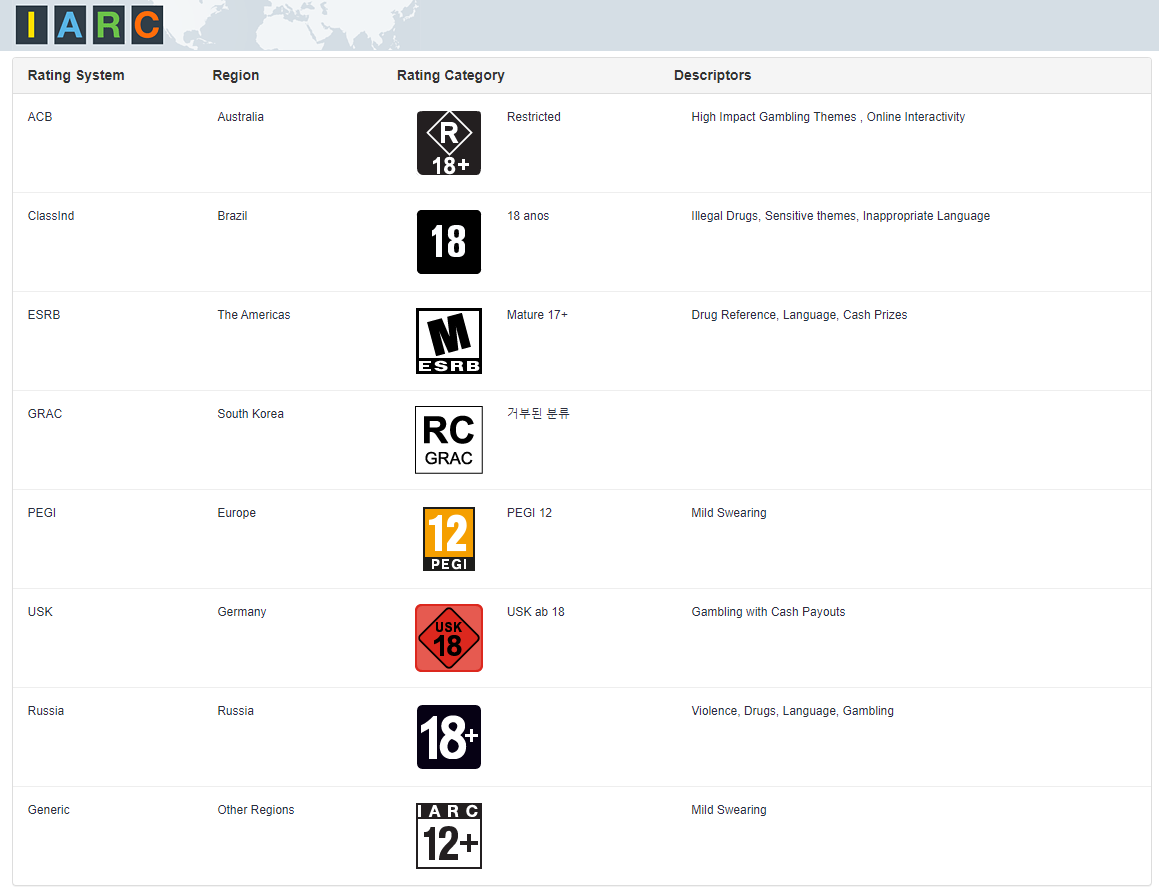 IARC
Rating System Region Rating Category Descriptors
ACB Australia R 18+ Restricted High Impact Gambling Themes , Online Interactivity
ClassInd Brazil 18 18 anos Illegal Drugs, Sensitive themes, Inappropriate Language
ESRB The Americas M ESRB Mature 17+ Drug Reference, Language, Cash Prizes
GRAC South Korea RC GRAC 거부된 분류
PEGI Europe 12 PEGI PEGI 12 Mild Swearing
USK Germany USK 18 USK ab 18 Gambling with Cash Payouts
Russia Russia 18+ Violence, Drugs, Language, Gambling
Generic Other Regions IARC 12+ Mild Swearing